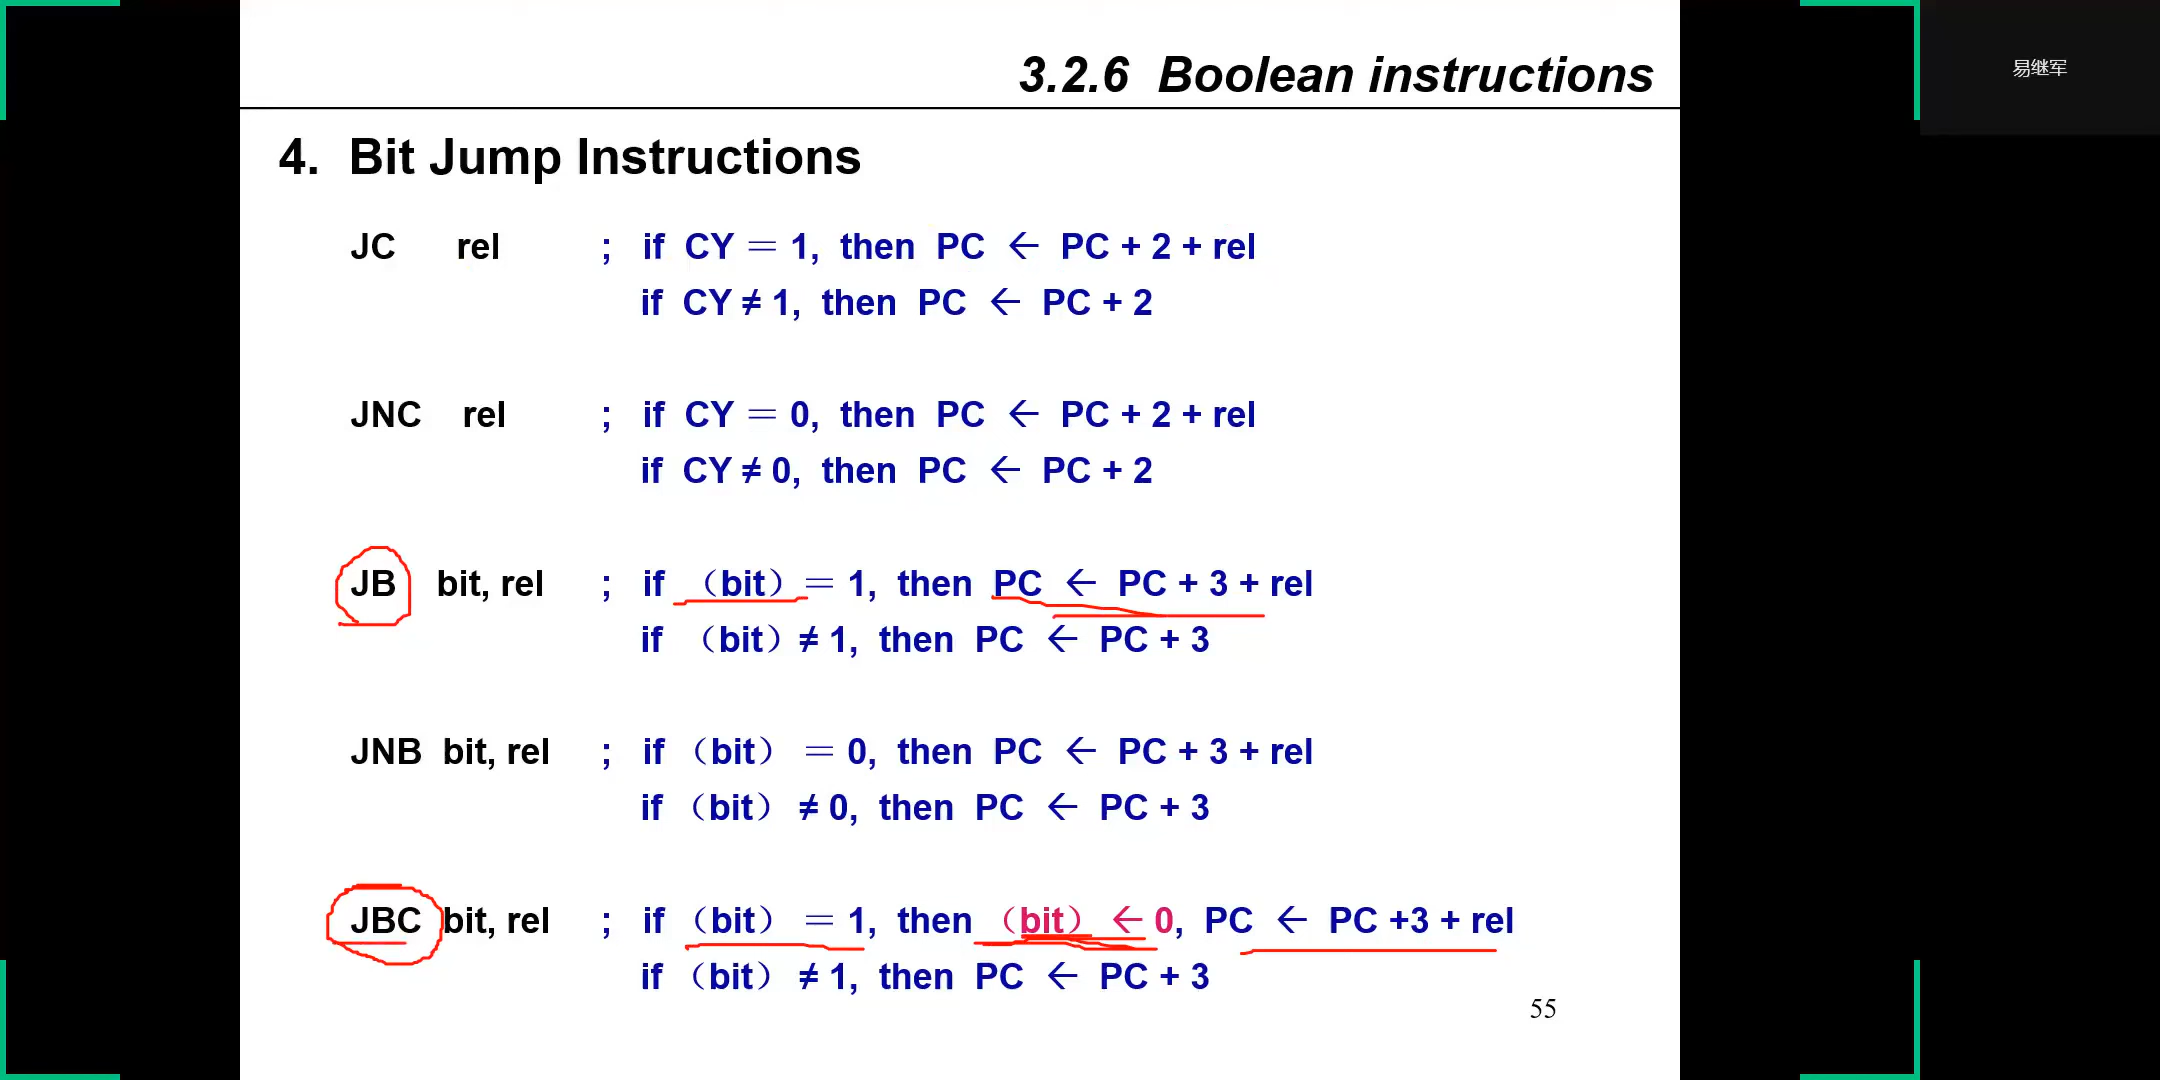 3.2.6 Boolean instructions
易继军
4. Bit Jump Instructions
JC rel ; if CY = 1, then PC ← PC + 2 + rel
if CY ≠ 1, then PC ← PC + 2
JNC rel ; if CY = 0, then PC ← PC + 2 + rel
if CY ≠ 0, then PC ← PC + 2
JB bit, rel ; if （bit）= 1, then PC ← PC + 3 + rel
if （bit）≠ 1, then PC ← PC + 3
JNB bit, rel ; if （bit） = 0, then PC ← PC + 3 + rel
if （bit） ≠ 0, then PC ← PC + 3
JBC bit, rel ; if （bit） = 1, then （bit） ← 0, PC ← PC +3 + rel
if （bit） ≠ 1, then PC ← PC + 3
55